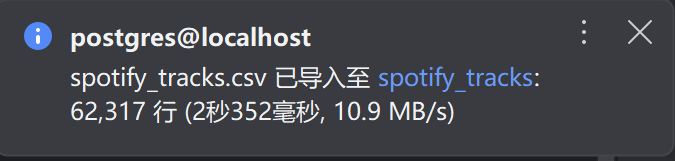 postgres@localhost
spotify_tracks.csv 已导入至 spotify_tracks:
62,317 行 (2秒352毫秒, 10.9 MB/s)